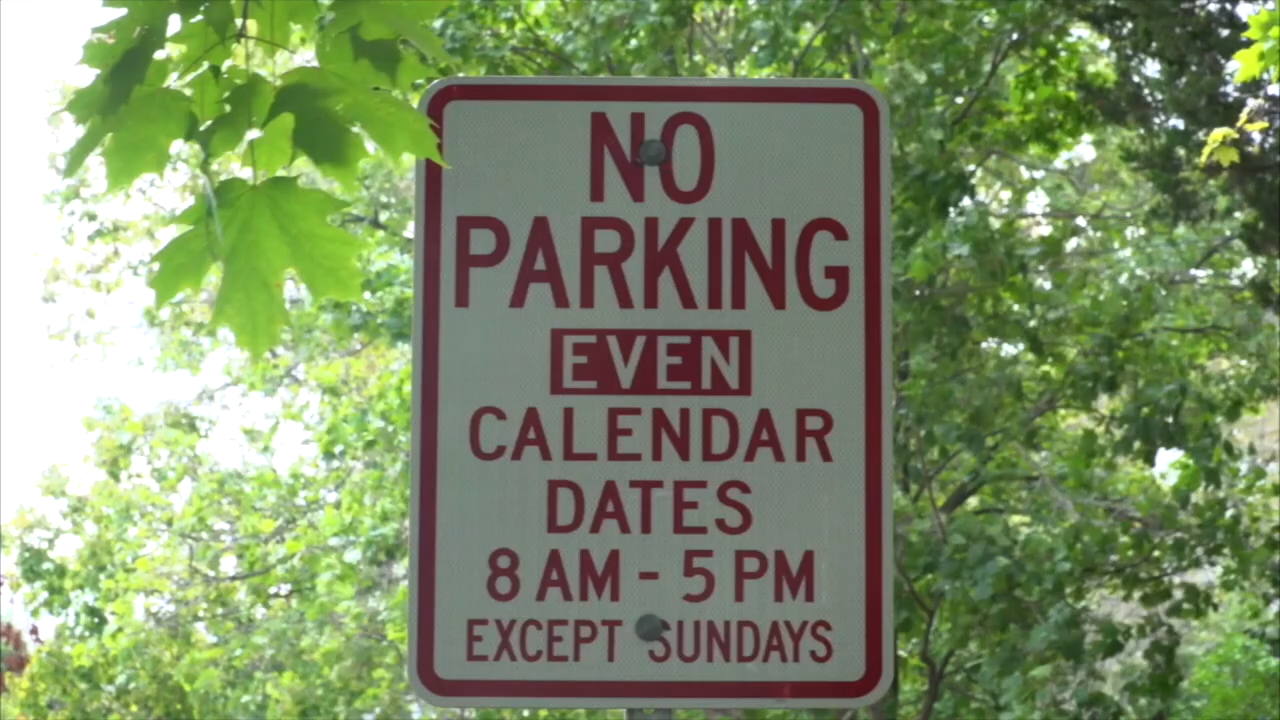 NO
PARKING
EVEN
CALENDAR
DATES
8 AM - 5 PM
EXCEPT SUNDAYS